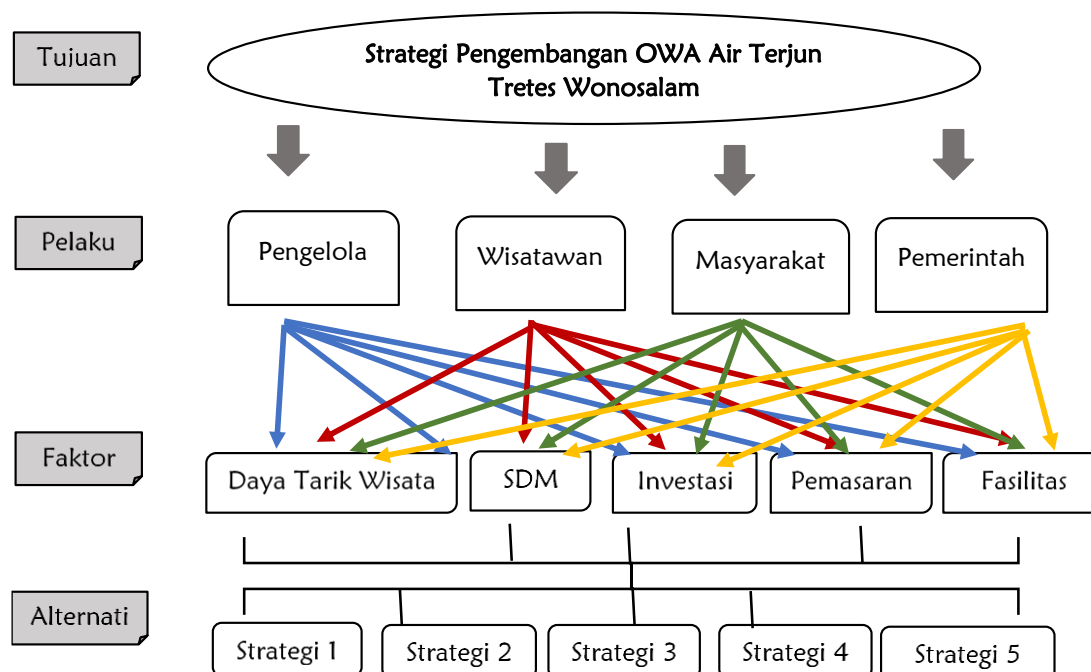 Tujuan
Strategi Pengembangan OWA Air Terjun
Tretes Wonosalam
Pelaku
Pengelola
Wisatawan
Masyarakat
Pemerintah
Faktor
Daya Tarik Wisata
SDM
Investasi
Pemasaran
Fasilitas
Alternati
Strategi 1
Strategi 2
Strategi 3
Strategi 4
Strategi 5